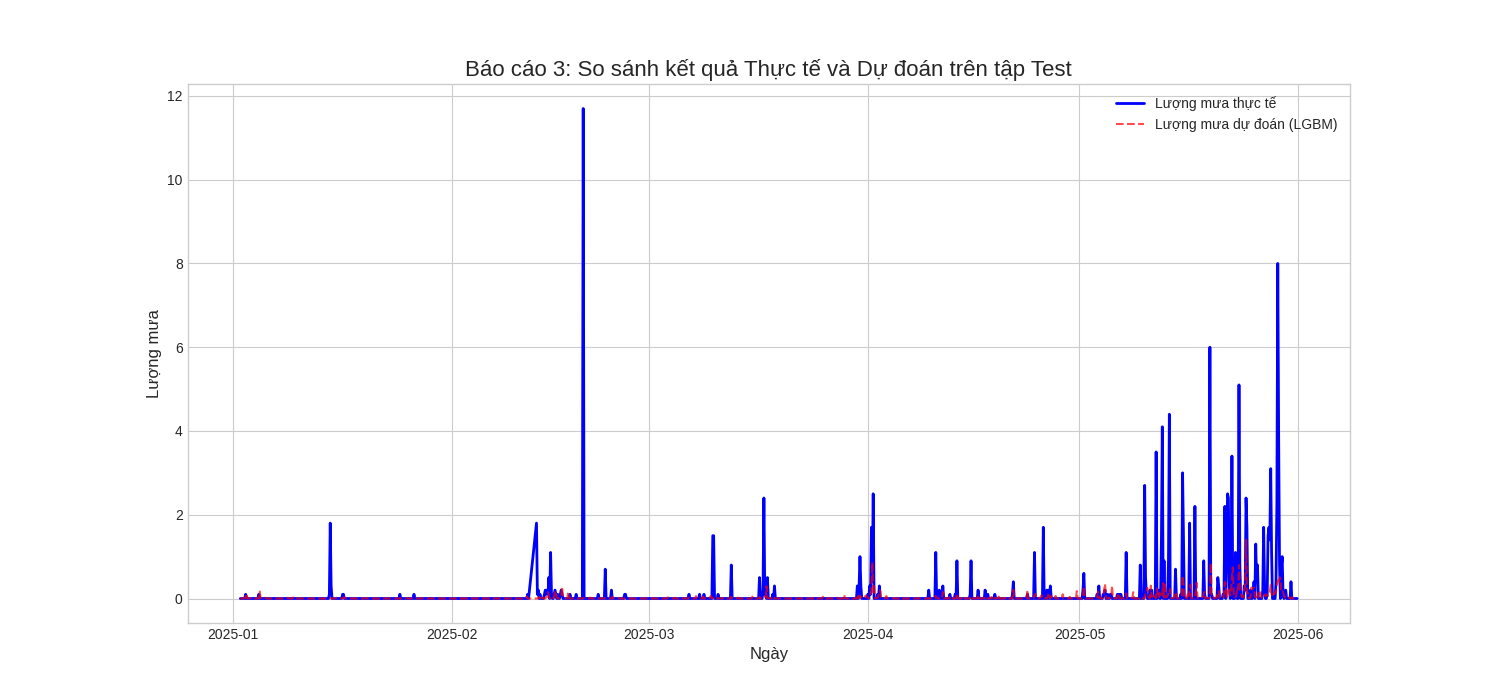 Báo cáo 3: So sánh kết quả Thực tế và Dự đoán trên tập Test
Lượng mưa thực tế
Lượng mưa dự đoán (LGBM)
12
10
8
6
4
2
0
Lượng mưa
2025-01
2025-02
2025-03
2025-04
2025-05
2025-06
Ngày